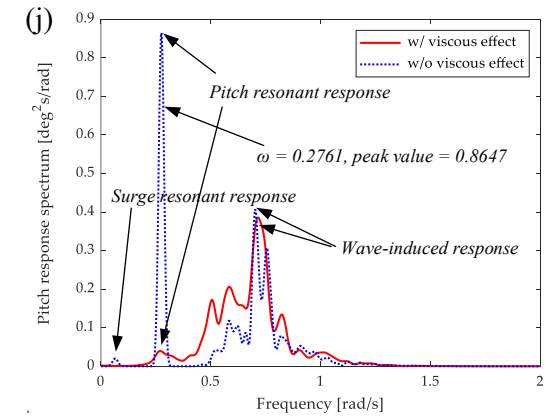 (j)
0.9
0.8
0.7
0.6
0.5
0.4
0.3
0.2
0.1
0
Pitch response spectrum [deg²s/rad]
w/ viscous effect
w/o viscous effect
Pitch resonant response
ω = 0.2761, peak value = 0.8647
Surge resonant response
Wave-induced response
0
0.5
1
1.5
2
Frequency [rad/s]